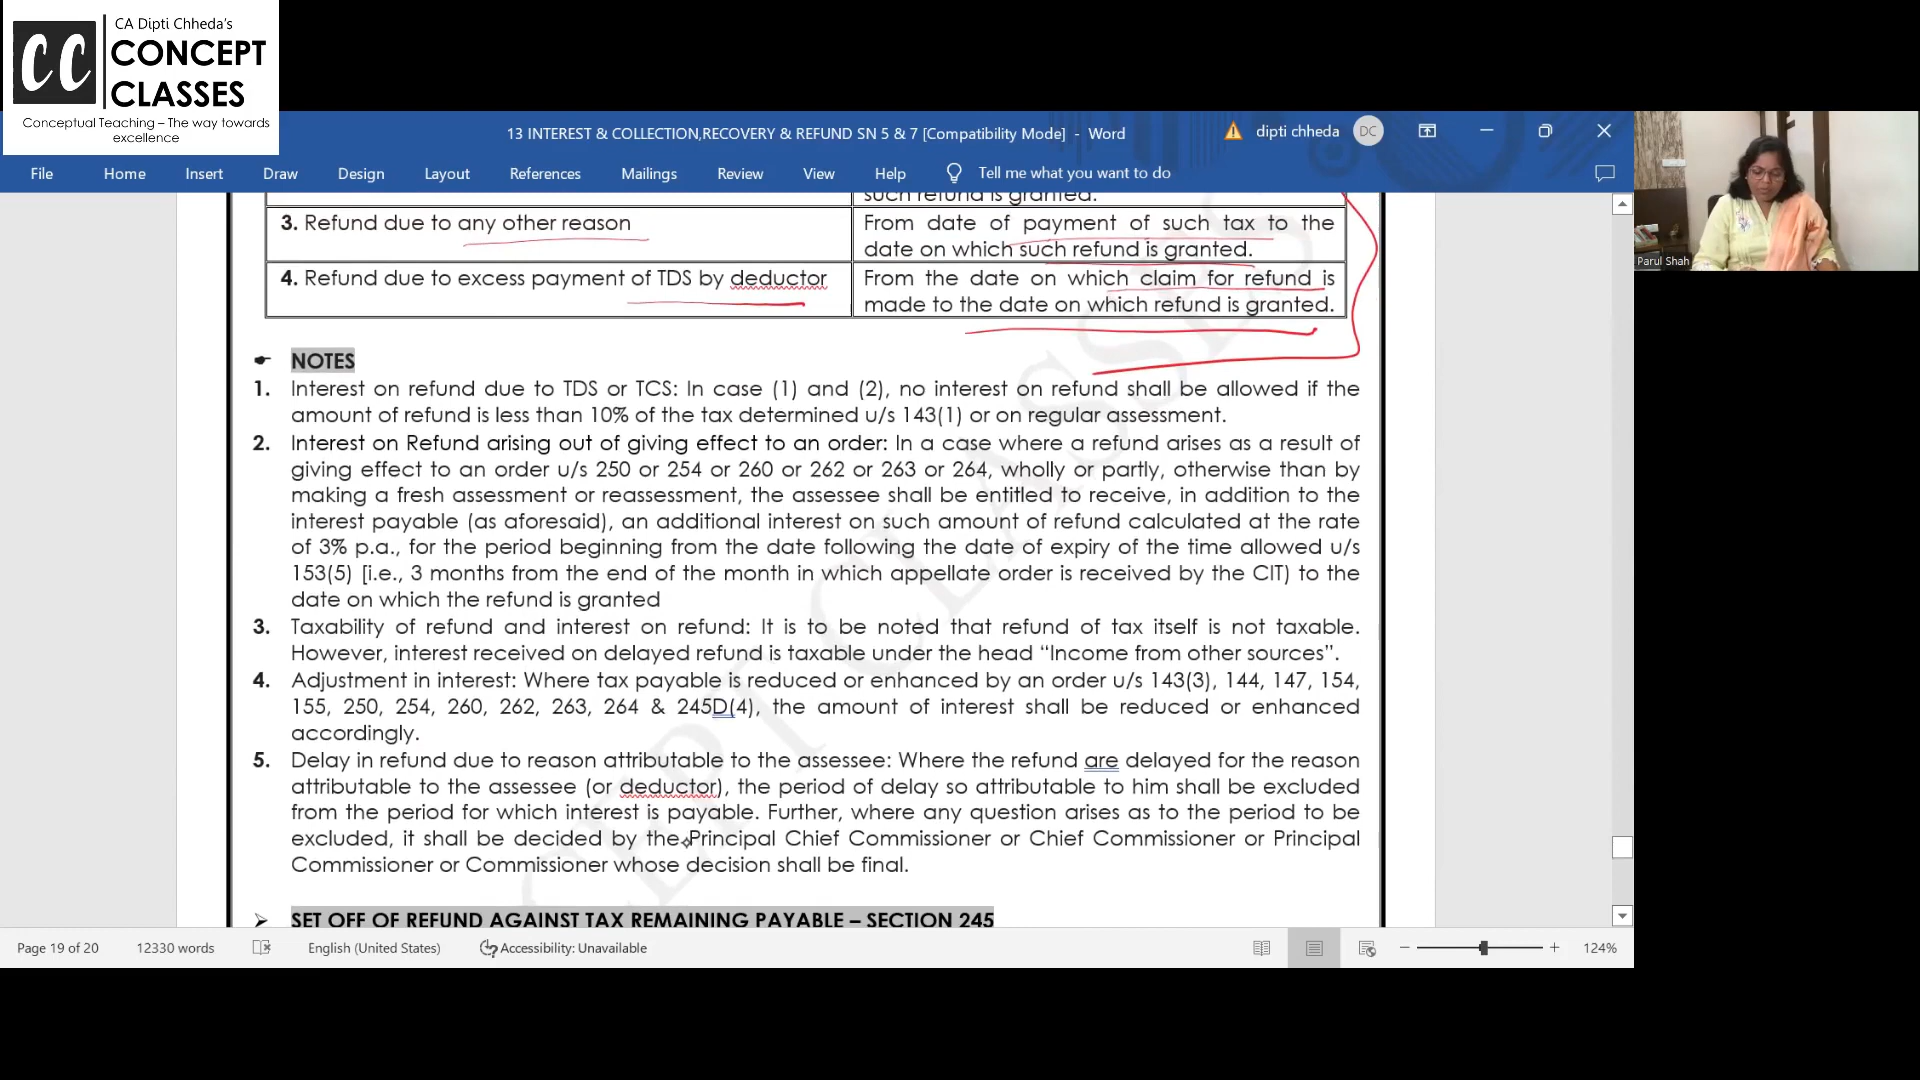 CC
CA Dipti Chheda's
CONCEPT
CLASSES
Conceptual Teaching – The way towards
excellence
13 INTEREST & COLLECTION,RECOVERY & REFUND SN 5 & 7 [Compatibility Mode] - Word
dipti chheda
DC
File Home Insert Draw Design Layout References Mailings Review View Help Tell me what you want to do
such refund is granted.
3. Refund due to any other reason
From date of payment of such tax to the
date on which such refund is granted.
4. Refund due to excess payment of TDS by deductor
From the date on which claim for refund is
made to the date on which refund is granted.
NOTES
1. Interest on refund due to TDS or TCS: In case (1) and (2), no interest on refund shall be allowed if the
amount of refund is less than 10% of the tax determined u/s 143(1) or on regular assessment.
2. Interest on Refund arising out of giving effect to an order: In a case where a refund arises as a result of
giving effect to an order u/s 250 or 254 or 260 or 262 or 263 or 264, wholly or partly, otherwise than by
making a fresh assessment or reassessment, the assessee shall be entitled to receive, in addition to the
interest payable (as aforesaid), an additional interest on such amount of refund calculated at the rate
of 3% p.a., for the period beginning from the date following the date of expiry of the time allowed u/s
153(5) [i.e., 3 months from the end of the month in which appellate order is received by the CIT) to the
date on which the refund is granted
3. Taxability of refund and interest on refund: It is to be noted that refund of tax itself is not taxable.
However, interest received on delayed refund is taxable under the head “Income from other sources”.
4. Adjustment in interest: Where tax payable is reduced or enhanced by an order u/s 143(3), 144, 147, 154,
155, 250, 254, 260, 262, 263, 264 & 245D(4), the amount of interest shall be reduced or enhanced
accordingly.
5. Delay in refund due to reason attributable to the assessee: Where the refund are delayed for the reason
attributable to the assessee (or deductor), the period of delay so attributable to him shall be excluded
from the period for which interest is payable. Further, where any question arises as to the period to be
excluded, it shall be decided by the Principal Chief Commissioner or Chief Commissioner or Principal
Commissioner or Commissioner whose decision shall be final.
SET OFF OF REFUND AGAINST TAX REMAINING PAYABLE – SECTION 245
CEPT CLASSES
Page 19 of 20 12330 words English (United States) Accessibility: Unavailable 124%
Parul Shah